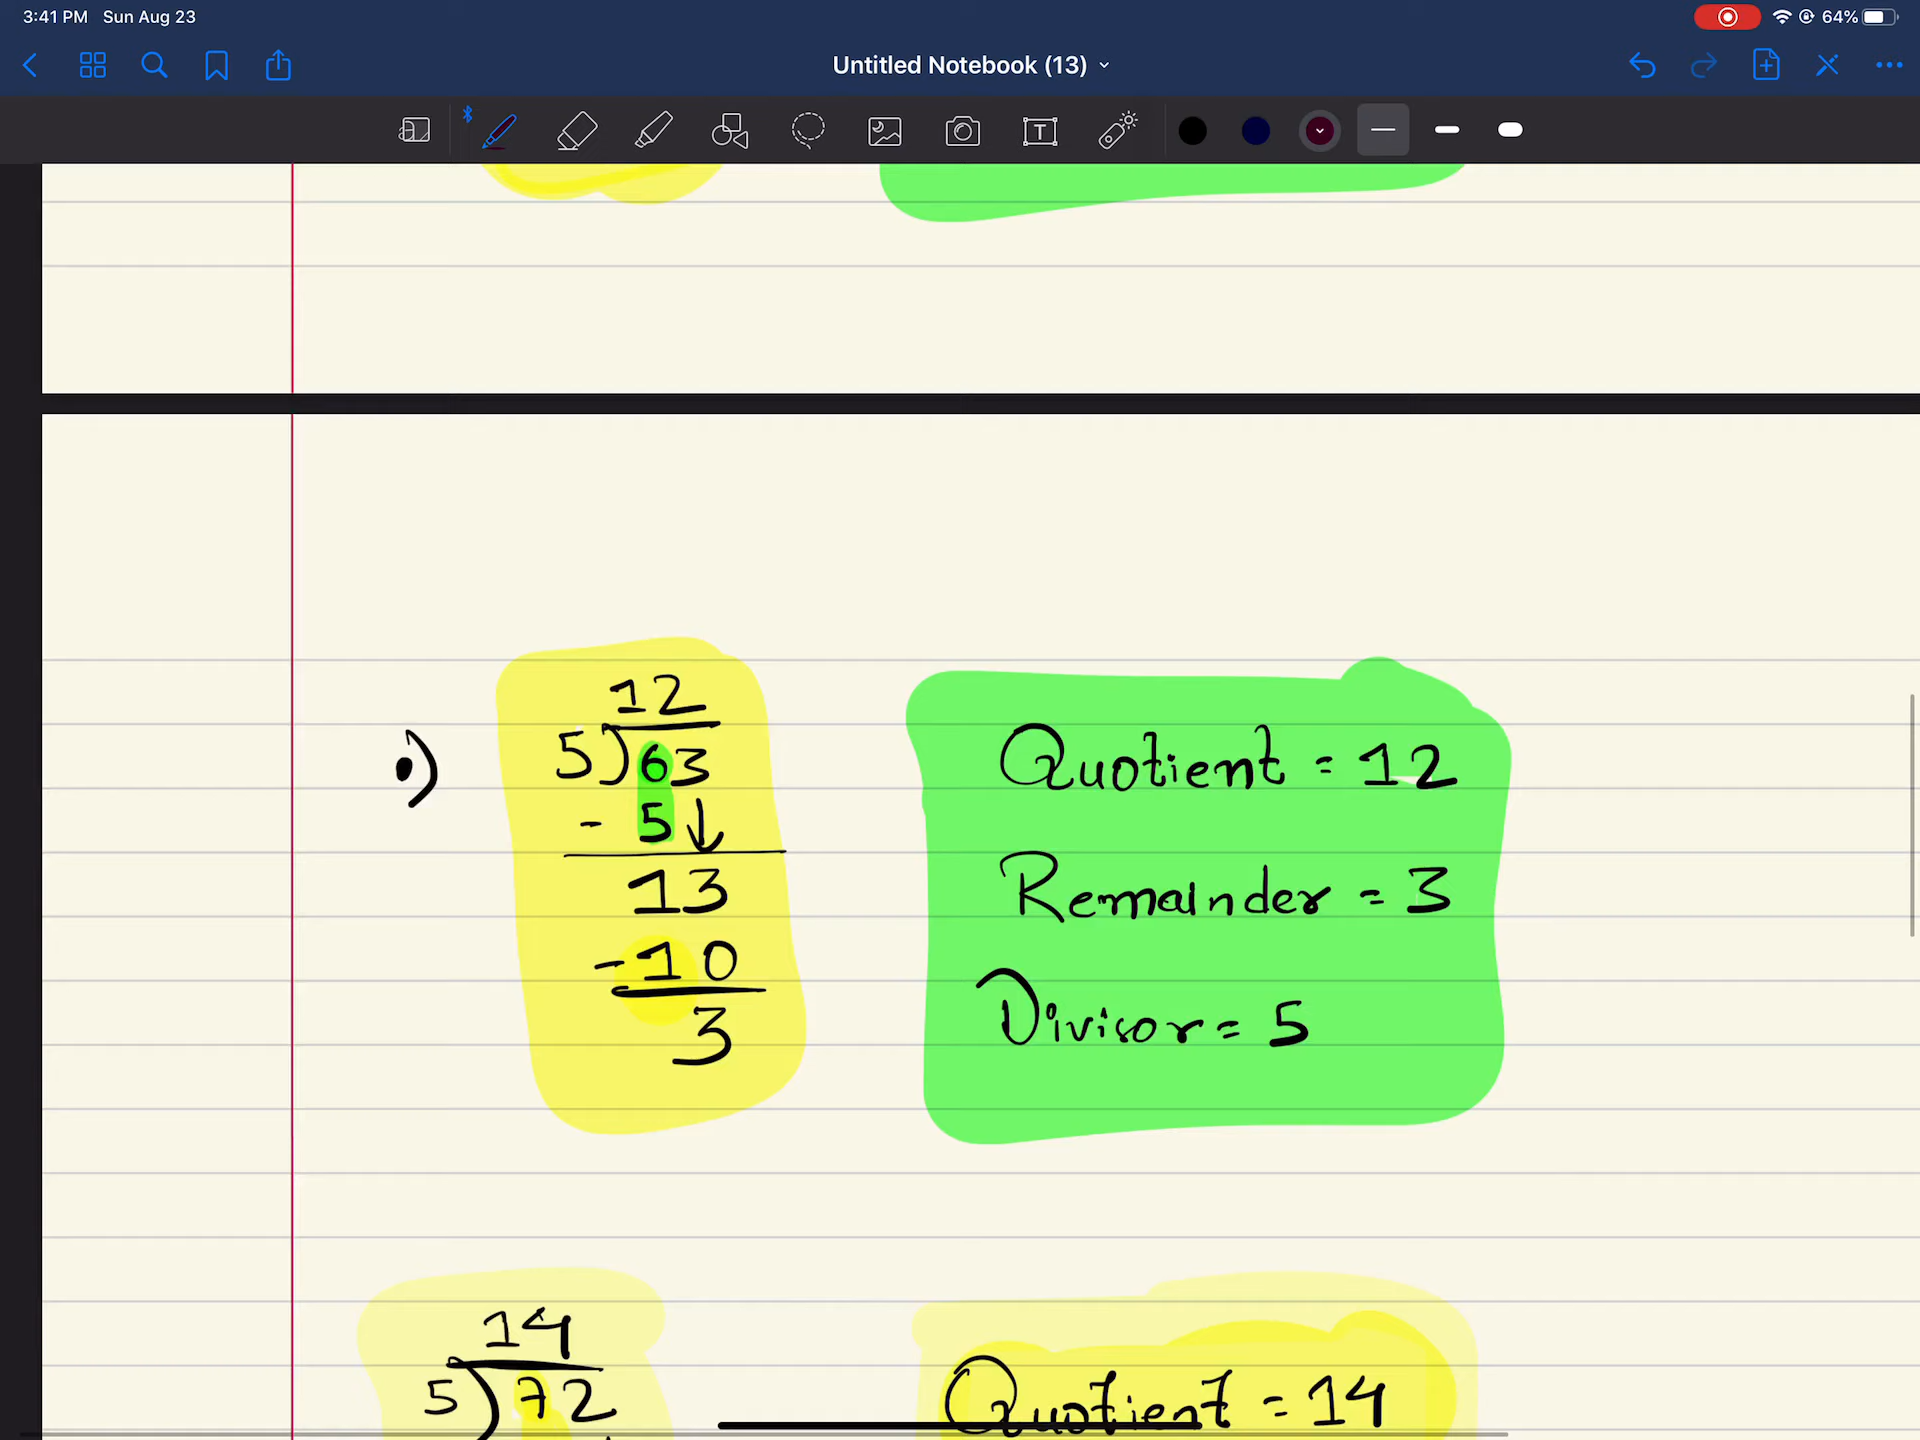 3:41 PM Sun Aug 23
64%
Untitled Notebook (13)
12
5)63
- 5↓
13
-10
3
Quotient = 12
Remainder = 3
Divisor = 5
14
5)72
Quotient = 14